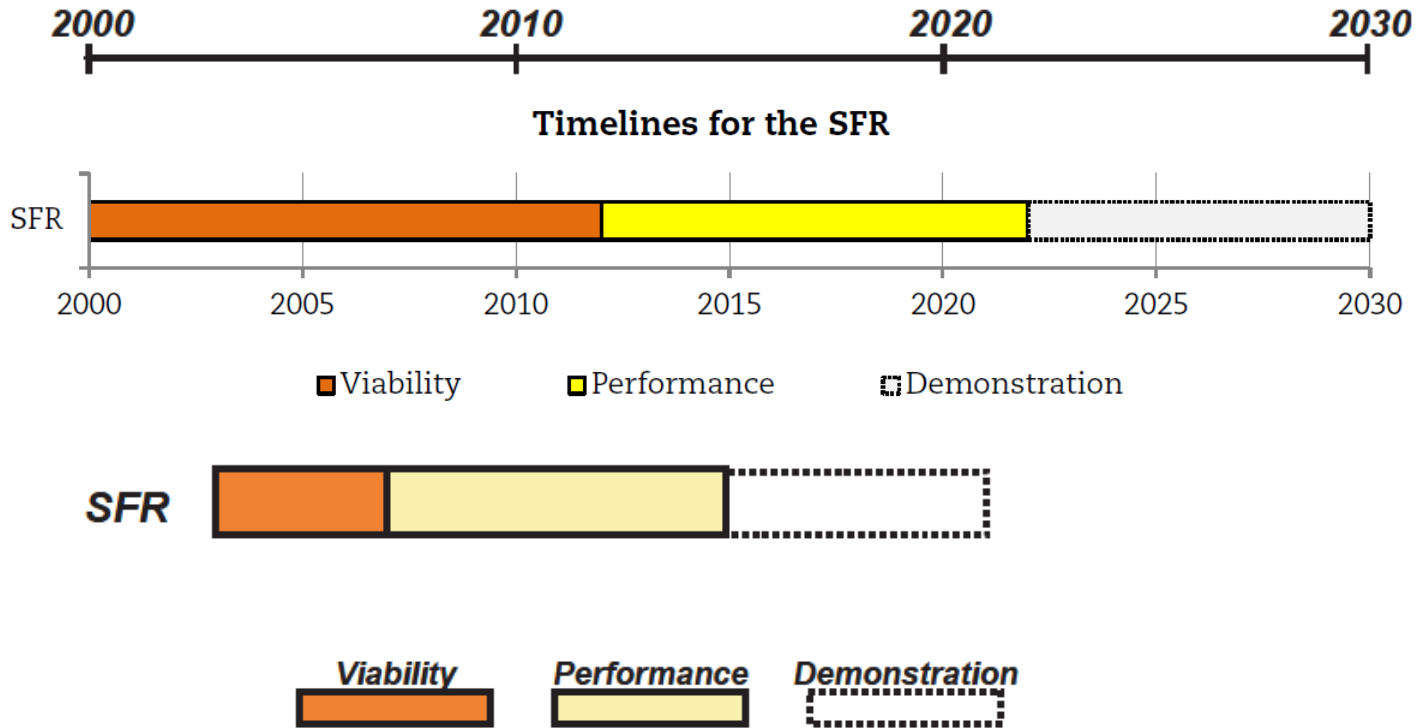 2000 2010 2020 2030
Timelines for the SFR
SFR
2000 2005 2010 2015 2020 2025 2030
Viability Performance Demonstration
SFR
Viability Performance Demonstration